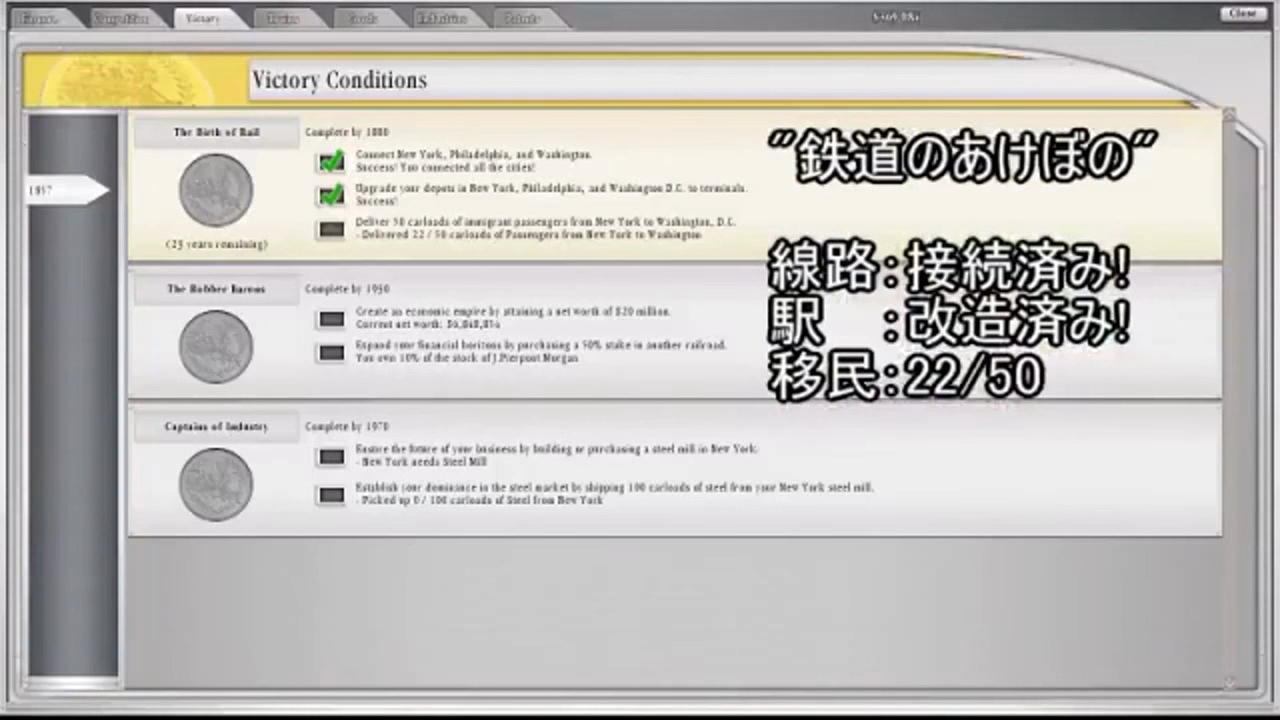 Victory
Close
Victory Conditions
The Birth of Rail
Complete by 1880
Connect New York, Philadelphia, and Washington.
Success! You connected all the cities!
Upgrade your depots in New York, Philadelphia, and Washington D.C. to terminals.
Success!
Deliver 50 carloads of immigrant passengers from New York to Washington, D.C.
- Delivered 22 / 50 carloads of Passengers from New York to Washington
1857
(23 years remaining)
"鉄道のあけぼの"
線路:接続済み!
駅 :改造済み!
移民:22/50
The Robber Barons
Complete by 1930
Create an economic empire by attaining a net worth of $20 million.
Current net worth:
Expand your financial horizons by purchasing a 50% stake in another railroad.
You own 10% of the stock of J.Pierpont Morgan
Captains of Industry
Complete by 1970
Ensure the future of your business by building or purchasing a steel mill in New York.
- New York needs Steel Mill
Establish your dominance in the steel market by shipping 100 carloads of steel from your New York steel mill.
- Picked up 0 / 100 carloads of Steel from New York